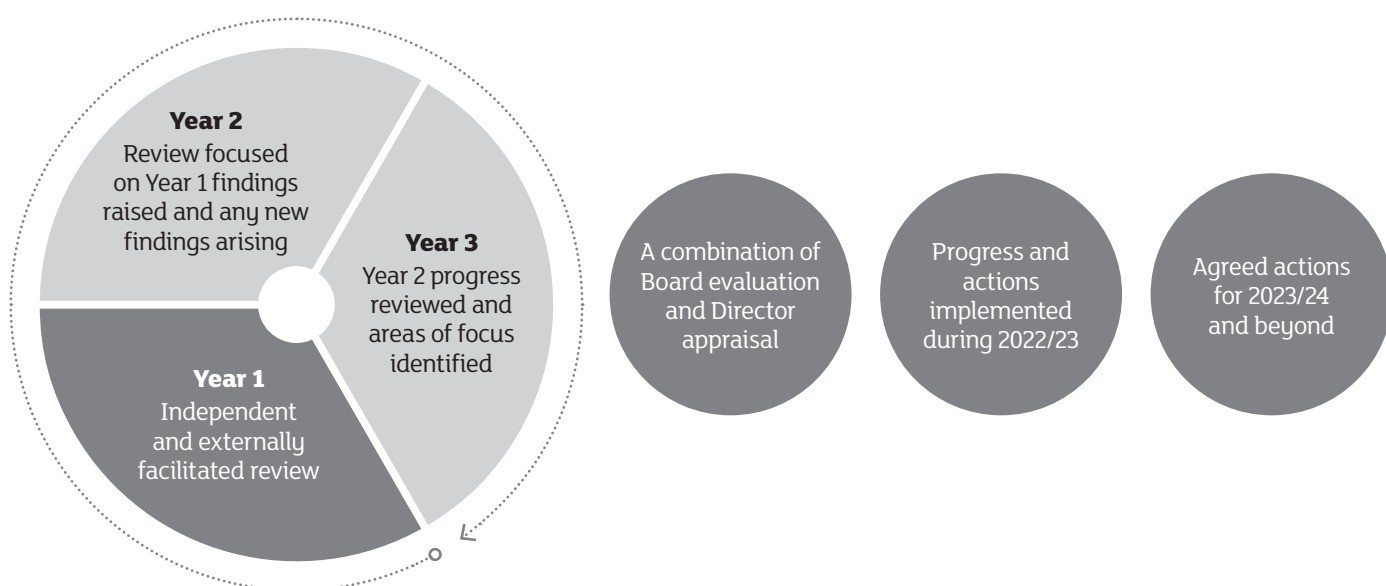 Year 2
Review focused
on Year 1 findings
raised and any new
findings arising
Year 3
Year 2 progress
reviewed and
areas of focus
identified
Year 1
Independent
and externally
facilitated review
A combination of
Board evaluation
and Director
appraisal
Progress and
actions
implemented
during 2022/23
Agreed actions
for 2023/24
and beyond